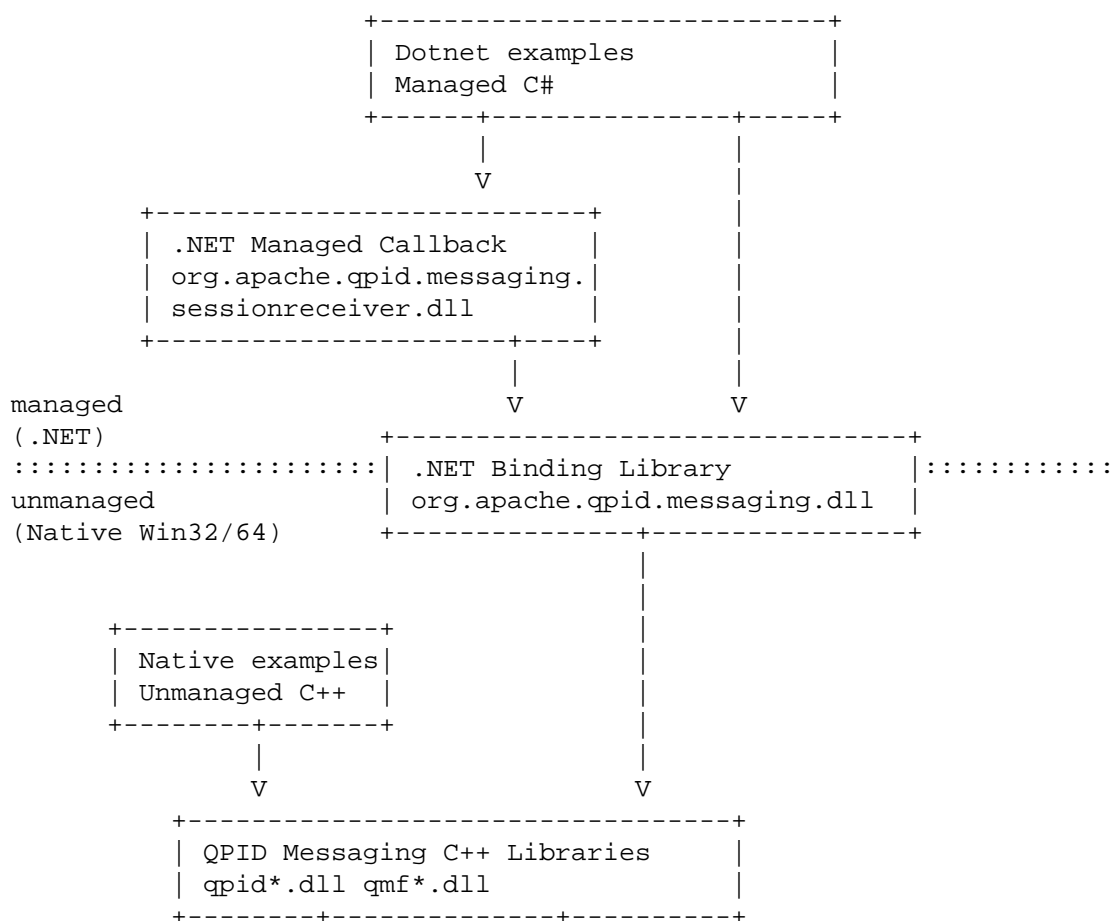 Dotnet examples
Managed C#
V
.NET Managed Callback
org.apache.qpid.messaging.
sessionreceiver.dll
V V
managed
(.NET)
.NET Binding Library
unmanaged
org.apache.qpid.messaging.dll
(Native Win32/64)
Native examples
Unmanaged C++
V V
QPID Messaging C++ Libraries
qpid*.dll qmf*.dll